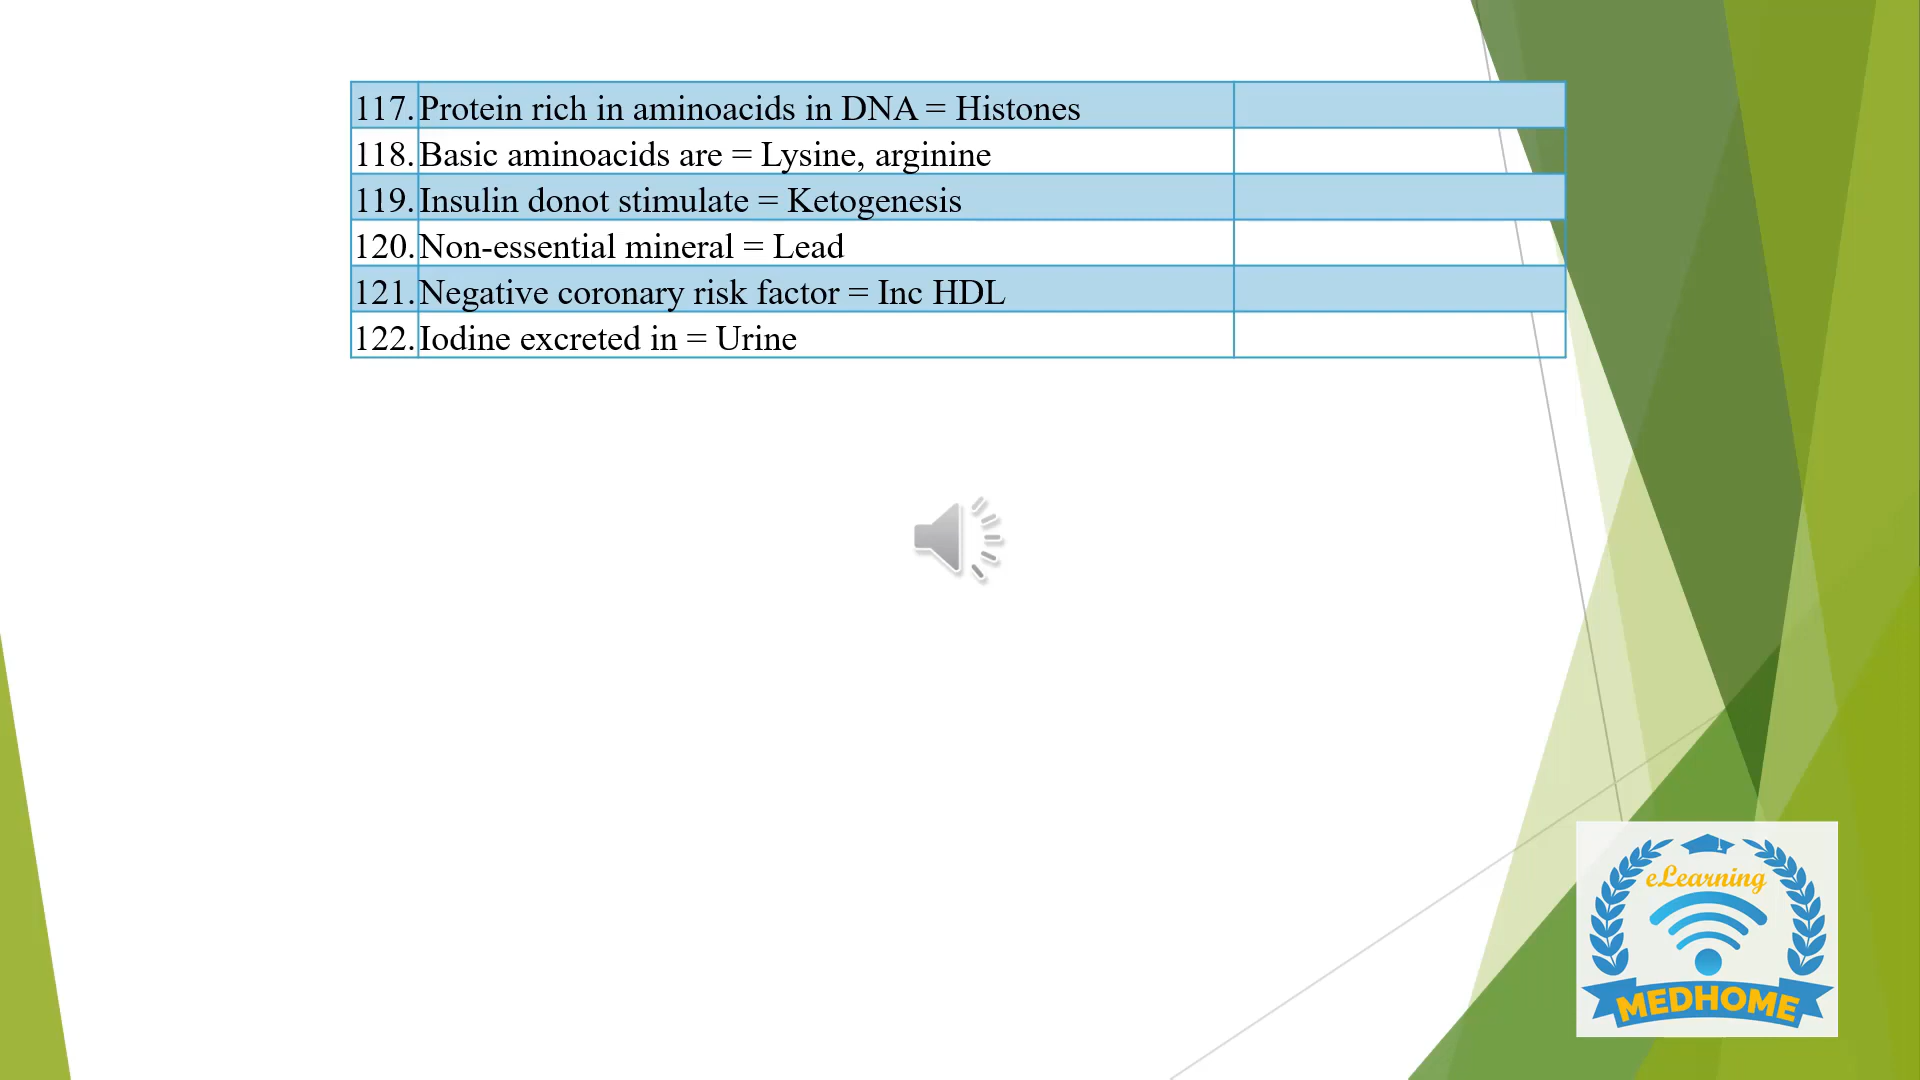 117. Protein rich in aminoacids in DNA = Histones
118. Basic aminoacids are = Lysine, arginine
119. Insulin donot stimulate = Ketogenesis
120. Non-essential mineral = Lead
121. Negative coronary risk factor = Inc HDL
122. Iodine excreted in = Urine
eLearning
MEDHOME